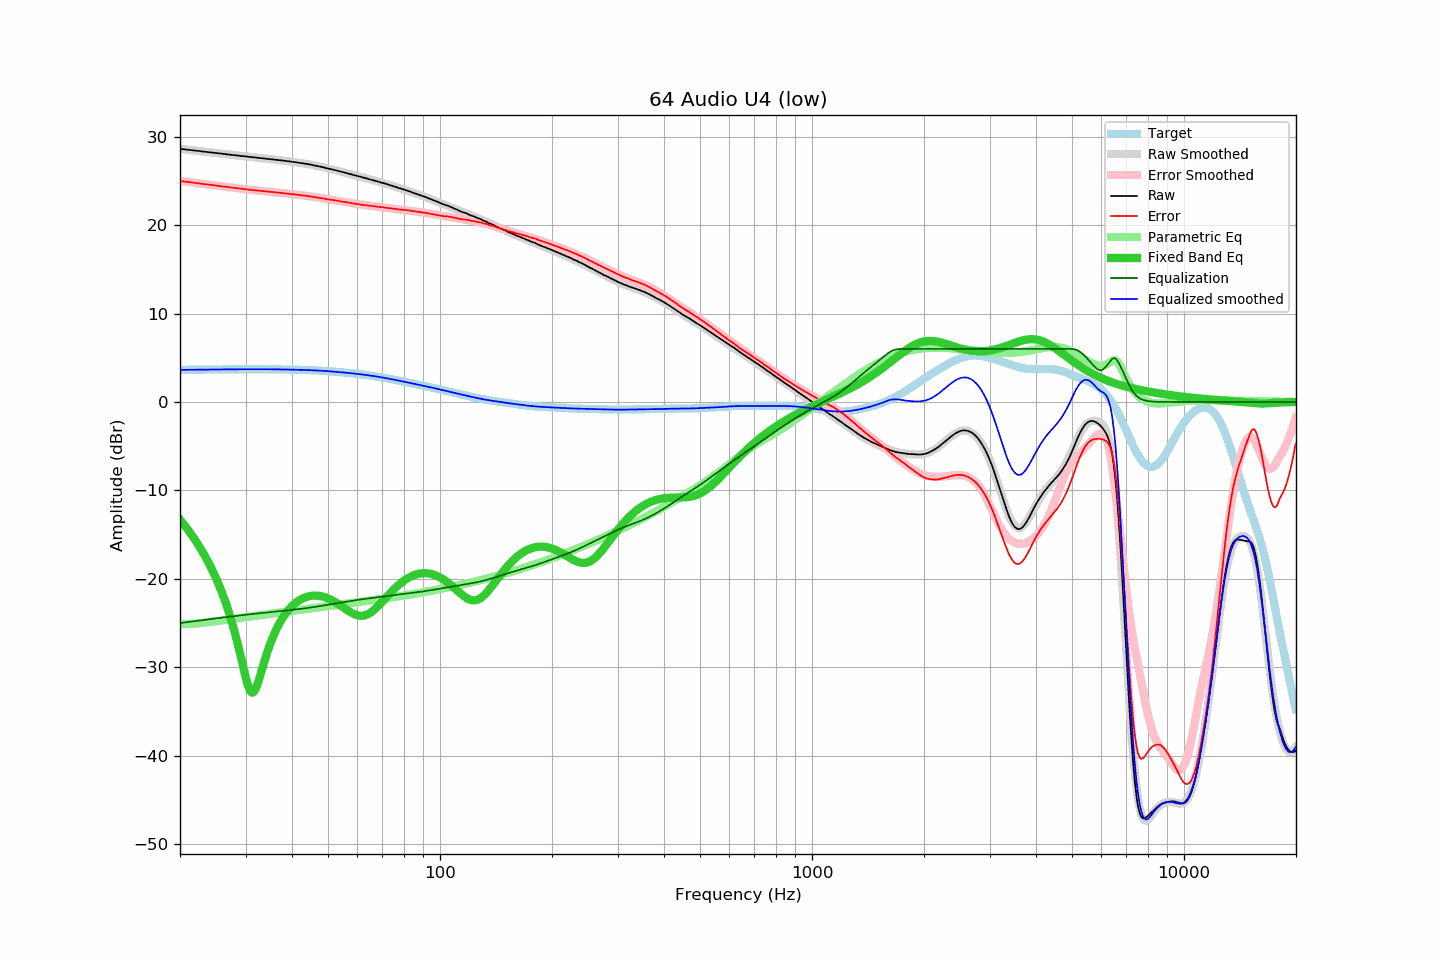 64 Audio U4 (low)
30
20
10
0
−10
−20
−30
−40
−50
Amplitude (dBr)
Target
Raw Smoothed
Error Smoothed
Raw
Error
Parametric Eq
Fixed Band Eq
Equalization
Equalized smoothed
100
1000
10000
Frequency (Hz)